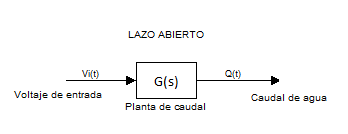 LAZO ABIERTO
Vi(t)
G(s)
Q(t)
Voltaje de entrada
Planta de caudal
Caudal de agua